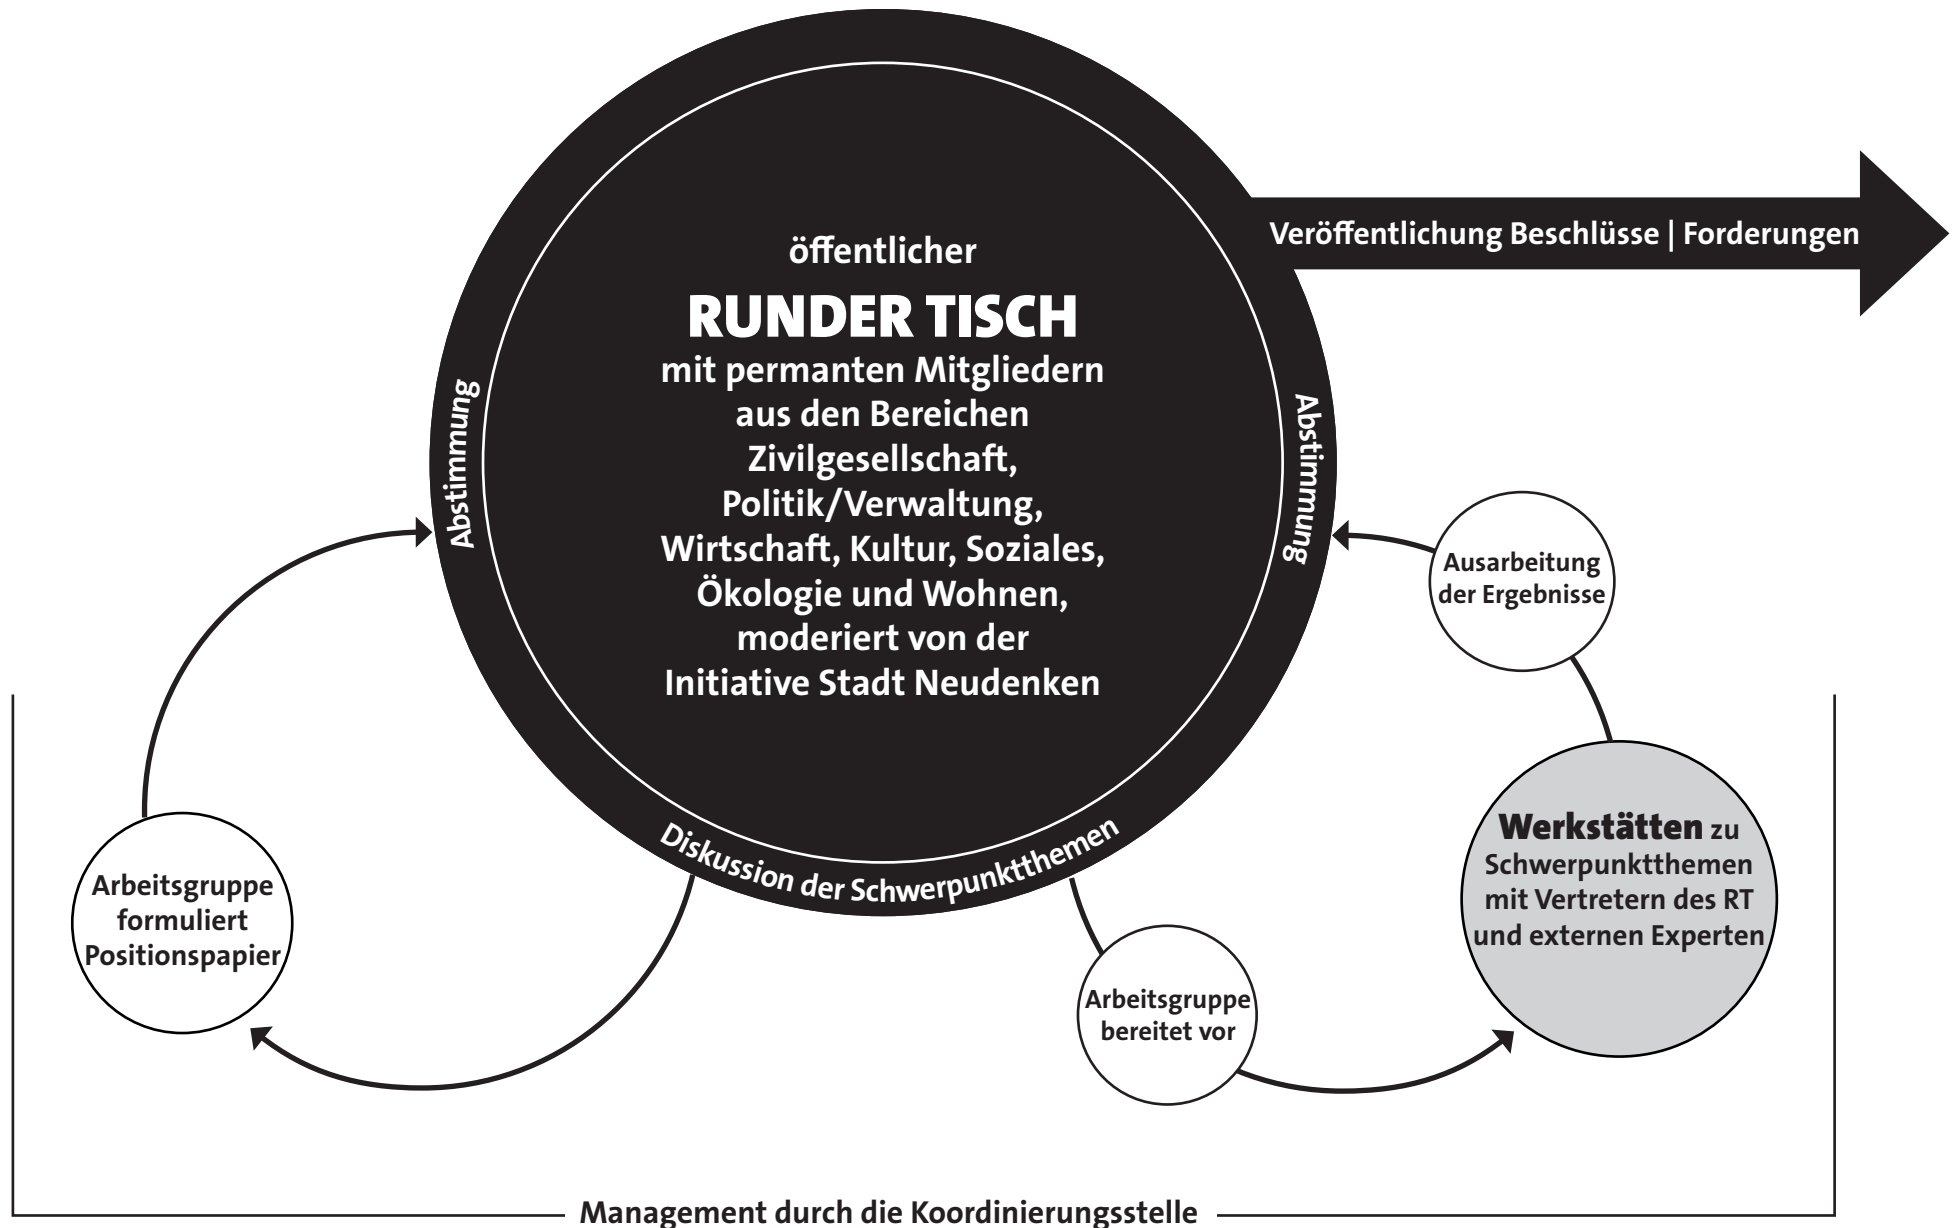 öffentlicher
RUNDER TISCH
mit permanten Mitgliedern
aus den Bereichen
Zivilgesellschaft,
Politik/Verwaltung,
Wirtschaft, Kultur, Soziales,
Ökologie und Wohnen,
moderiert von der
Initiative Stadt Neudenken
Veröffentlichung Beschlüsse | Forderungen
Abstimmung
Abstimmung
Diskussion der Schwerpunktthemen
Arbeitsgruppe
formuliert
Positionspapier
Arbeitsgruppe
bereitet vor
Werkstätten zu
Schwerpunktthemen
mit Vertretern des RT
und externen Experten
Ausarbeitung
der Ergebnisse
Management durch die Koordinierungsstelle